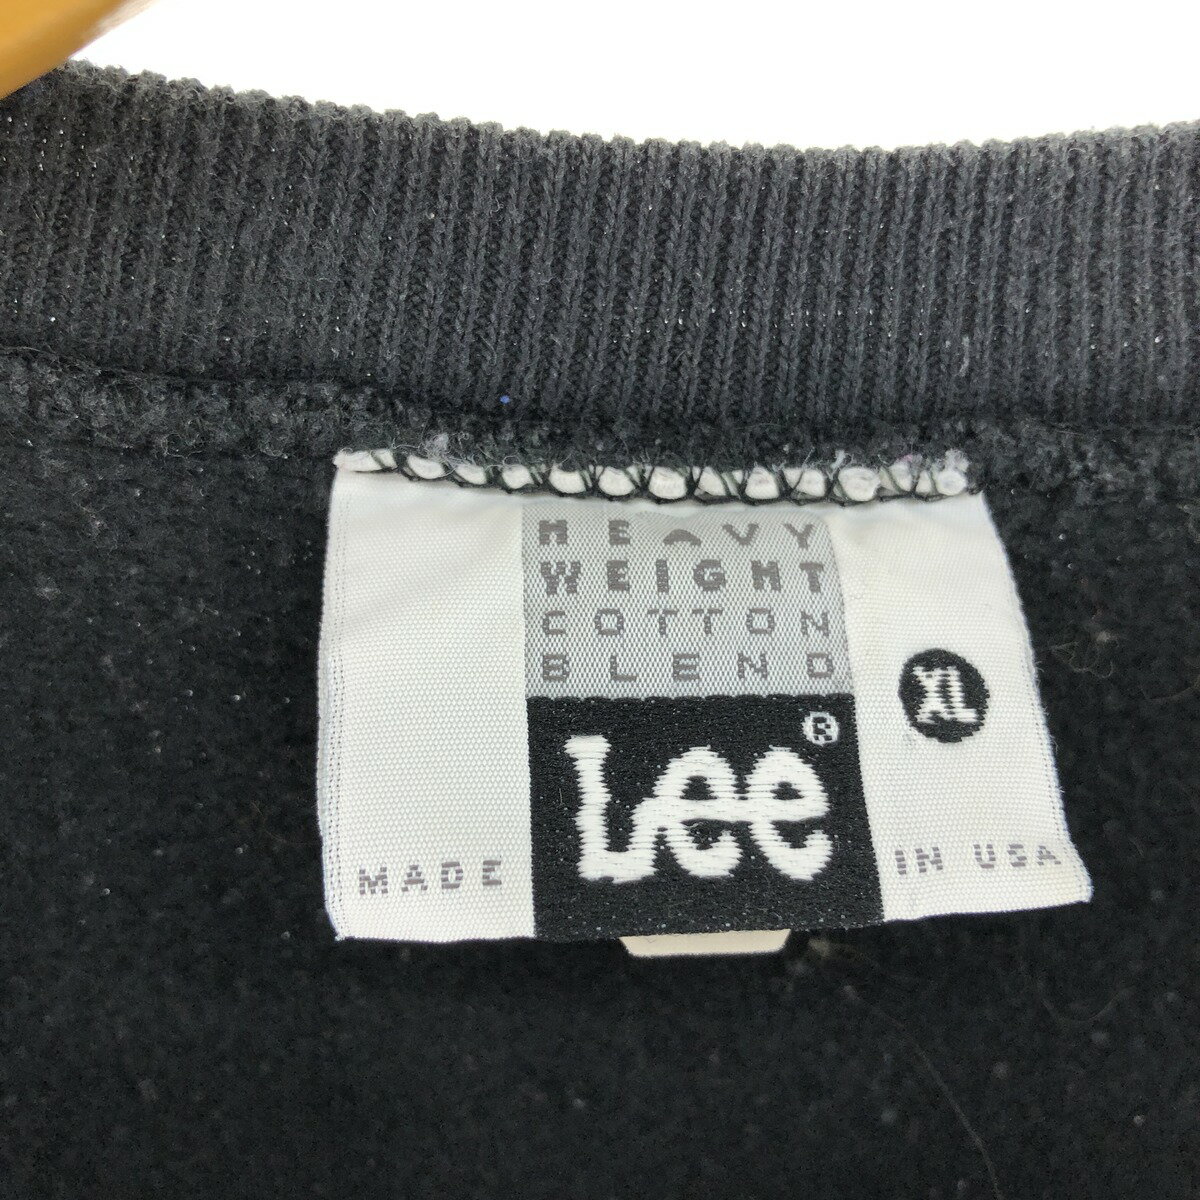 HEAVY
WEIGHT
COTTON
BLEND
XL
Lee®
MADE IN USA